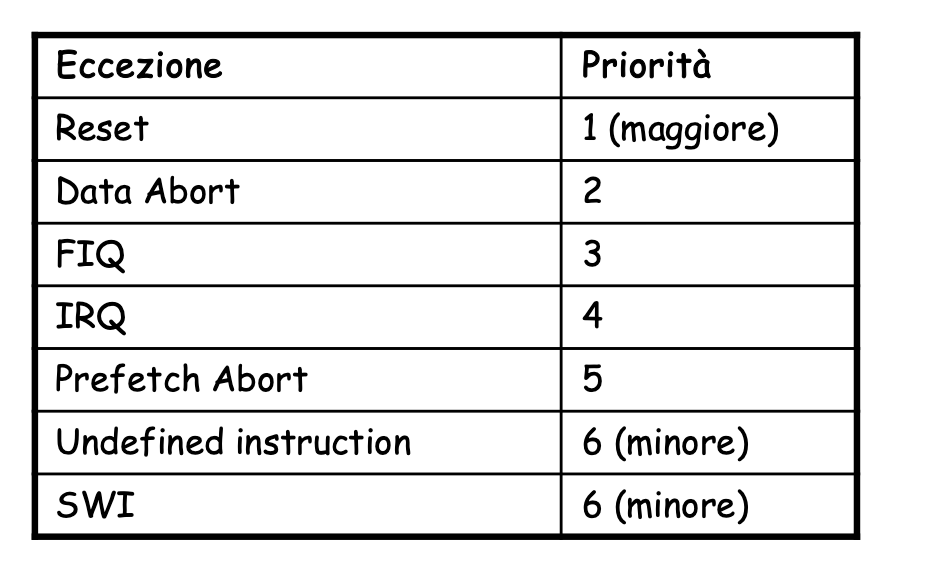 Eccezione Priorità
Reset 1 (maggiore)
Data Abort 2
FIQ 3
IRQ 4
Prefetch Abort 5
Undefined instruction 6 (minore)
SWI 6 (minore)